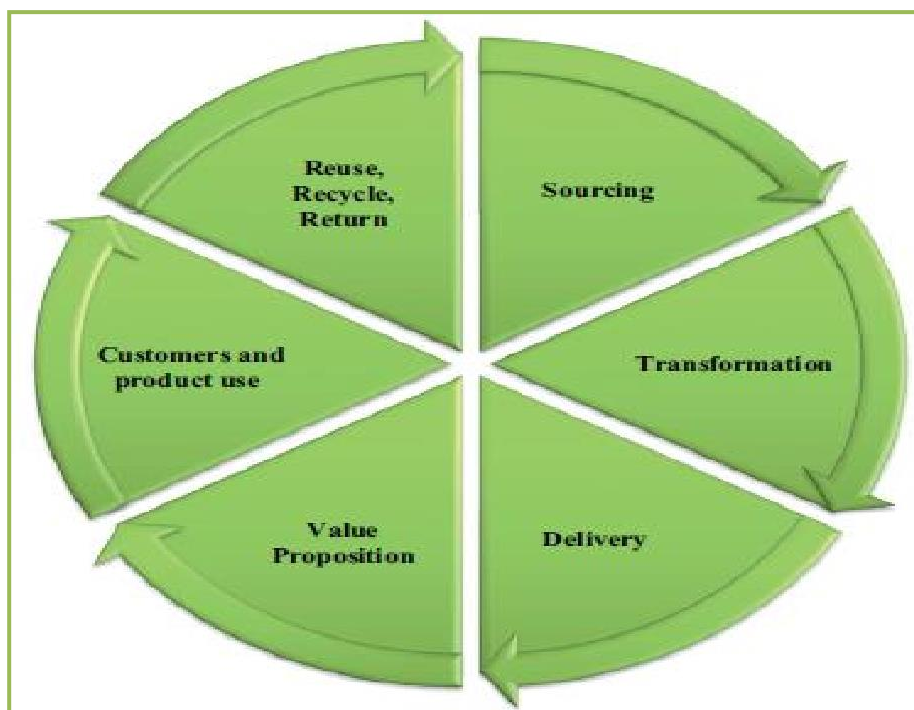 Reuse,
Recycle,
Return
Sourcing
Transformation
Delivery
Value
Proposition
Customers and
product use